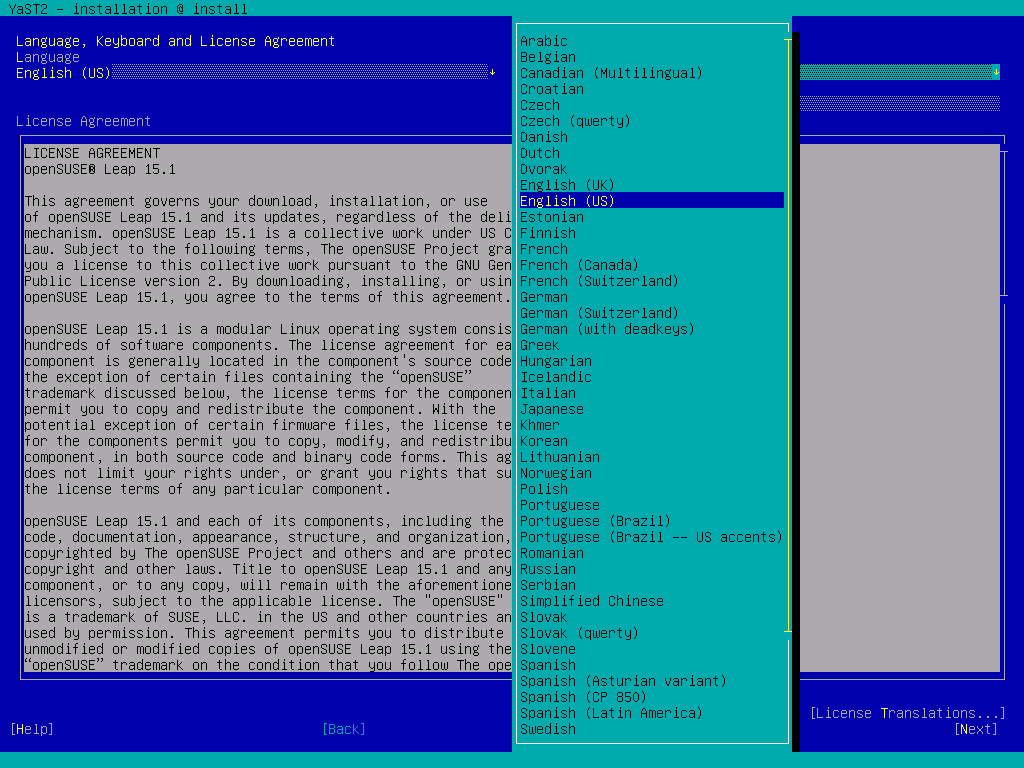 YaST2 - installation @ install
Language, Keyboard and License Agreement
Language
English (US)
License Agreement
LICENSE AGREEMENT
openSUSE® Leap 15.1
This agreement governs your download, installation, or use
of openSUSE Leap 15.1 and its updates, regardless of the deli
mechanism. openSUSE Leap 15.1 is a collective work under US C
Law. Subject to the following terms, The openSUSE Project gra
you a license to this collective work pursuant to the GNU Gen
Public License version 2. By downloading, installing, or usin
openSUSE Leap 15.1, you agree to the terms of this agreement.
openSUSE Leap 15.1 is a modular Linux operating system consis
hundreds of software components. The license agreement for ea
component is generally located in the component's source code
the exception of certain files containing the “openSUSE”
trademark discussed below, the license terms for the componen
permit you to copy and redistribute the component. With the
potential exception of certain firmware files, the license te
for the components permit you to copy, modify, and redistribu
component, in both source code and binary code forms. This ag
does not limit your rights under, or grant you rights that su
the license terms of any particular component.
openSUSE Leap 15.1 and each of its components, including the
code, documentation, appearance, structure, and organization,
copyrighted by The openSUSE Project and others and are protec
copyright and other laws. Title to openSUSE Leap 15.1 and any
component, or to any copy, will remain with the aforementione
licensors, subject to the applicable license. The "openSUSE"
is a trademark of SUSE, LLC. in the US and other countries an
used by permission. This agreement permits you to distribute
unmodified or modified copies of openSUSE Leap 15.1 using the
“openSUSE” trademark on the condition that you follow The ope
Arabic
Belgian
Canadian (Multilingual)
Croatian
Czech
Czech (qwerty)
Danish
Dutch
Dvorak
English (UK)
English (US)
Estonian
Finnish
French
French (Canada)
French (Switzerland)
German
German (Switzerland)
German (with deadkeys)
Greek
Hungarian
Icelandic
Italian
Japanese
Khmer
Korean
Lithuanian
Norwegian
Polish
Portuguese
Portuguese (Brazil)
Portuguese (Brazil -- US accents)
Romanian
Russian
Serbian
Simplified Chinese
Slovak
Slovak (qwerty)
Slovene
Spanish
Spanish (Asturian variant)
Spanish (CP 850)
Spanish (Latin America)
Swedish
[License Translations...]
[Help]
[Back]
[Next]